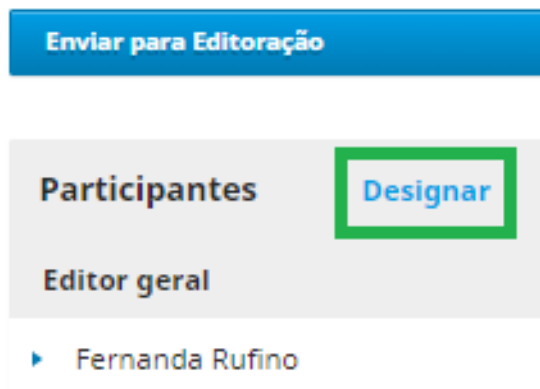 Enviar para Editoração
Participantes Designar
Editor geral
Fernanda Rufino